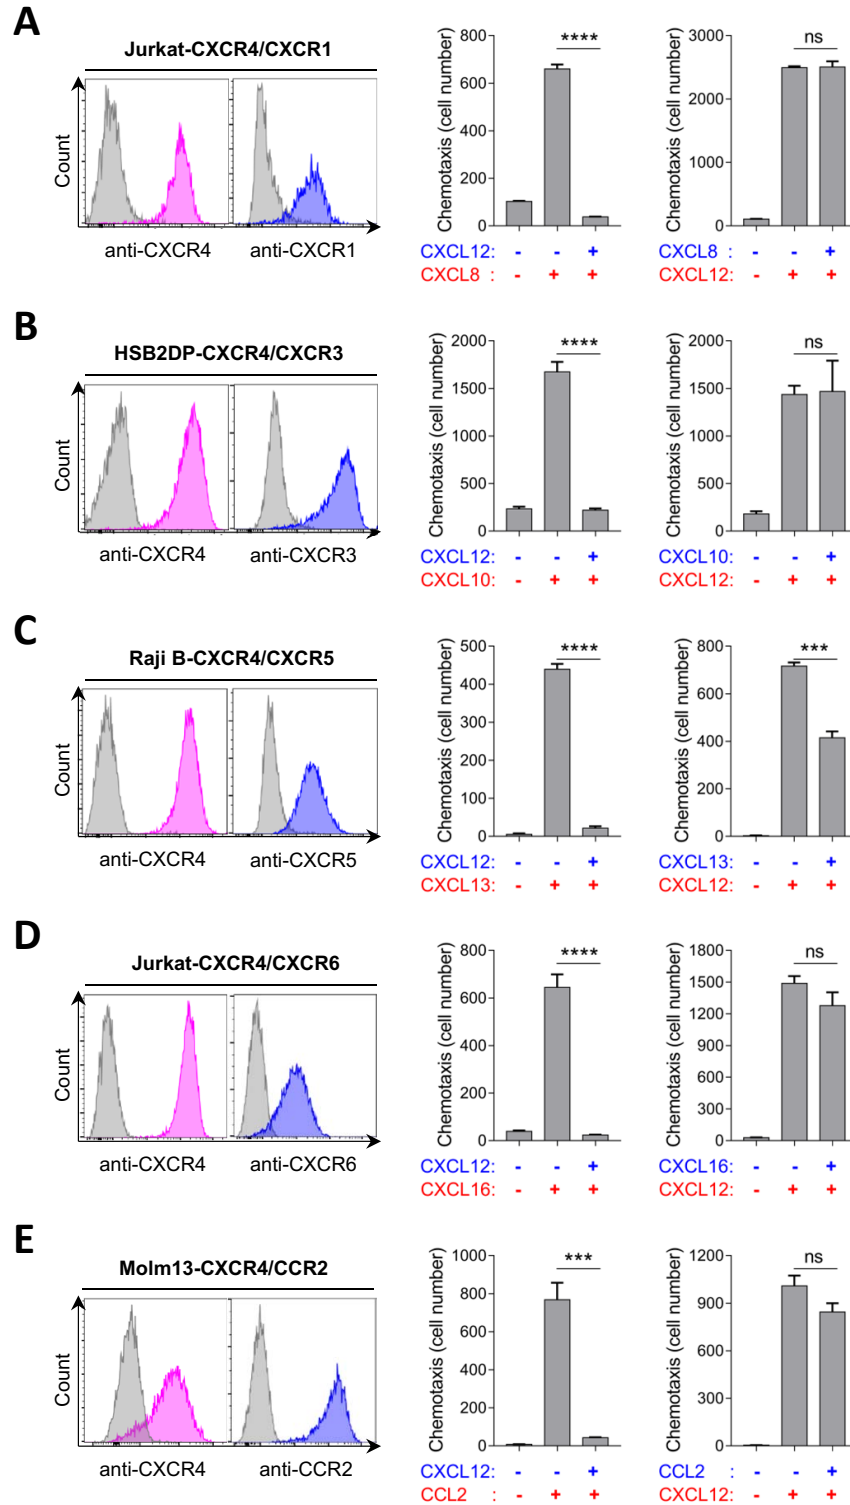 A
Jurkat-CXCR4/CXCR1
Count
anti-CXCR4 anti-CXCR1
Chemotaxis (cell number)
800
600
400
200
0
****
CXCL12: - - +
CXCL8 : - + +
Chemotaxis (cell number)
3000
2000
1000
0
ns
CXCL8 : - - +
CXCL12: - + +
B
HSB2DP-CXCR4/CXCR3
Count
anti-CXCR4 anti-CXCR3
Chemotaxis (cell number)
2000
1500
1000
500
0
****
CXCL12: - - +
CXCL10: - + +
Chemotaxis (cell number)
2000
1500
1000
500
0
ns
CXCL10: - - +
CXCL12: - + +
C
Raji B-CXCR4/CXCR5
Count
anti-CXCR4 anti-CXCR5
Chemotaxis (cell number)
500
400
300
200
100
0
****
CXCL12: - - +
CXCL13: - + +
Chemotaxis (cell number)
800
600
400
200
0
***
CXCL13: - - +
CXCL12: - + +
D
Jurkat-CXCR4/CXCR6
Count
anti-CXCR4 anti-CXCR6
Chemotaxis (cell number)
800
600
400
200
0
****
CXCL12: - - +
CXCL16: - + +
Chemotaxis (cell number)
1800
1500
1200
900
600
300
0
ns
CXCL16: - - +
CXCL12: - + +
E
Molm13-CXCR4/CCR2
Count
anti-CXCR4 anti-CCR2
Chemotaxis (cell number)
1000
800
600
400
200
0
***
CXCL12: - - +
CCL2 : - + +
Chemotaxis (cell number)
1200
900
600
300
0
ns
CCL2 : - - +
CXCL12: - + +